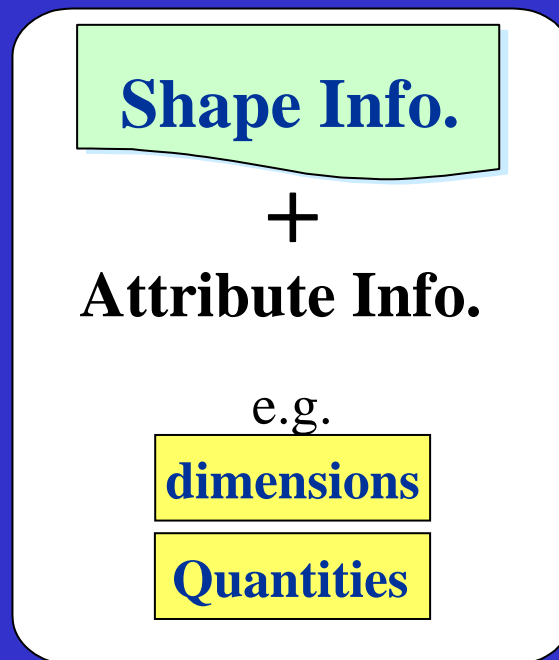 Shape Info.
+
Attribute Info.
e.g.
dimensions
Quantities